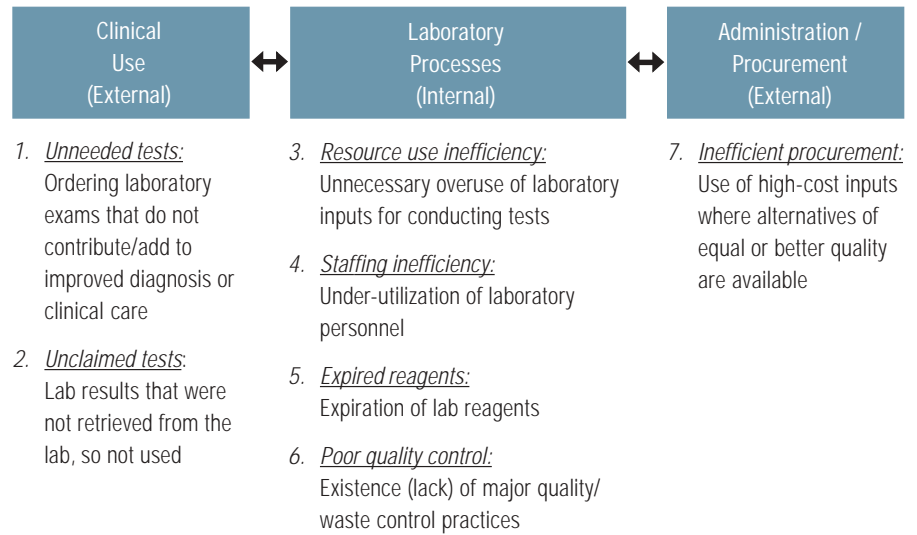 Clinical
Use
(External)
Laboratory
Processes
(Internal)
Administration /
Procurement
(External)
1. Unneeded tests:
Ordering laboratory
exams that do not
contribute/add to
improved diagnosis or
clinical care
2. Unclaimed tests:
Lab results that were
not retrieved from the
lab, so not used
3. Resource use inefficiency:
Unnecessary overuse of laboratory
inputs for conducting tests
4. Staffing inefficiency:
Under-utilization of laboratory
personnel
5. Expired reagents:
Expiration of lab reagents
6. Poor quality control:
Existence (lack) of major quality/
waste control practices
7. Inefficient procurement:
Use of high-cost inputs
where alternatives of
equal or better quality
are available